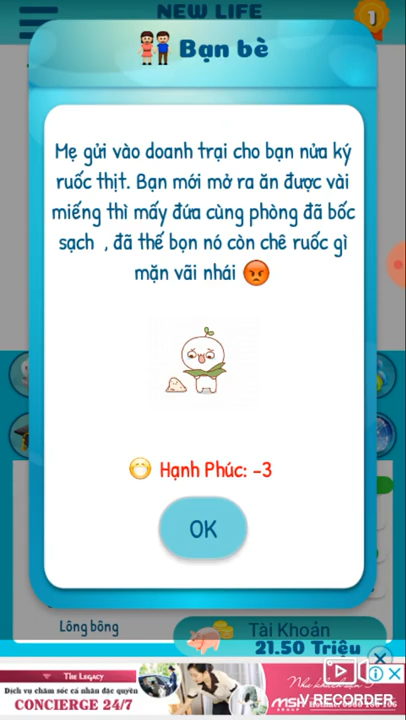 NEW LIFE
1
Bạn bè
Mẹ gửi vào doanh trại cho bạn nửa ký
ruốc thịt. Bạn mới mở ra ăn được vài
miếng thì mấy đứa cùng phòng đã bốc
sạch , đã thế bọn nó còn chê ruốc gì
mặn vãi nhái 😡
Hạnh Phúc: -3
OK
Lông bông
Tài Khoản
21.50 Triệu
The Legacy
Dịch vụ chăm sóc cá nhân đặc quyền
CONCIERGE 24/7
V RECORDER